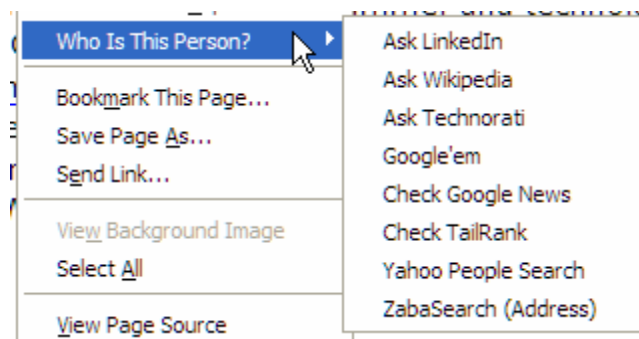 Who Is This Person?
Bookmark This Page...
Save Page As...
Send Link...
View Background Image
Select All
View Page Source
Ask LinkedIn
Ask Wikipedia
Ask Technorati
Google'em
Check Google News
Check TailRank
Yahoo People Search
ZabaSearch (Address)